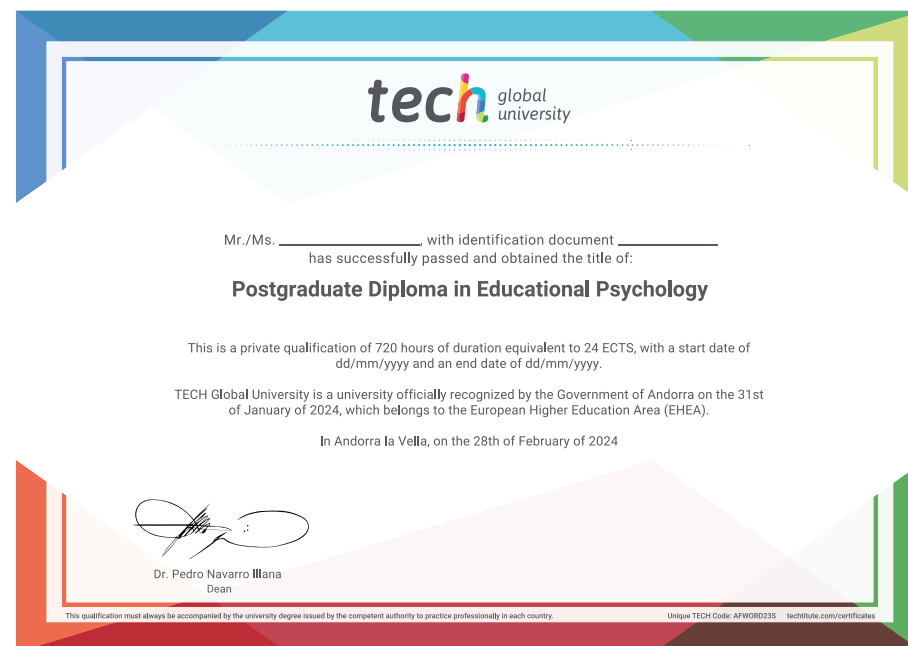 tech global university
Mr./Ms. ____________________, with identification document ______________
has successfully passed and obtained the title of:
Postgraduate Diploma in Educational Psychology
This is a private qualification of 720 hours of duration equivalent to 24 ECTS, with a start date of
dd/mm/yyyy and an end date of dd/mm/yyyy.
TECH Global University is a university officially recognized by the Government of Andorra on the 31st
of January of 2024, which belongs to the European Higher Education Area (EHEA).
In Andorra la Vella, on the 28th of February of 2024
Dr. Pedro Navarro Illana
Dean
This qualification must always be accompanied by the university degree issued by the competent authority to practice professionally in each country.
Unique TECH Code: AFWORD23S techtitute.com/certificates